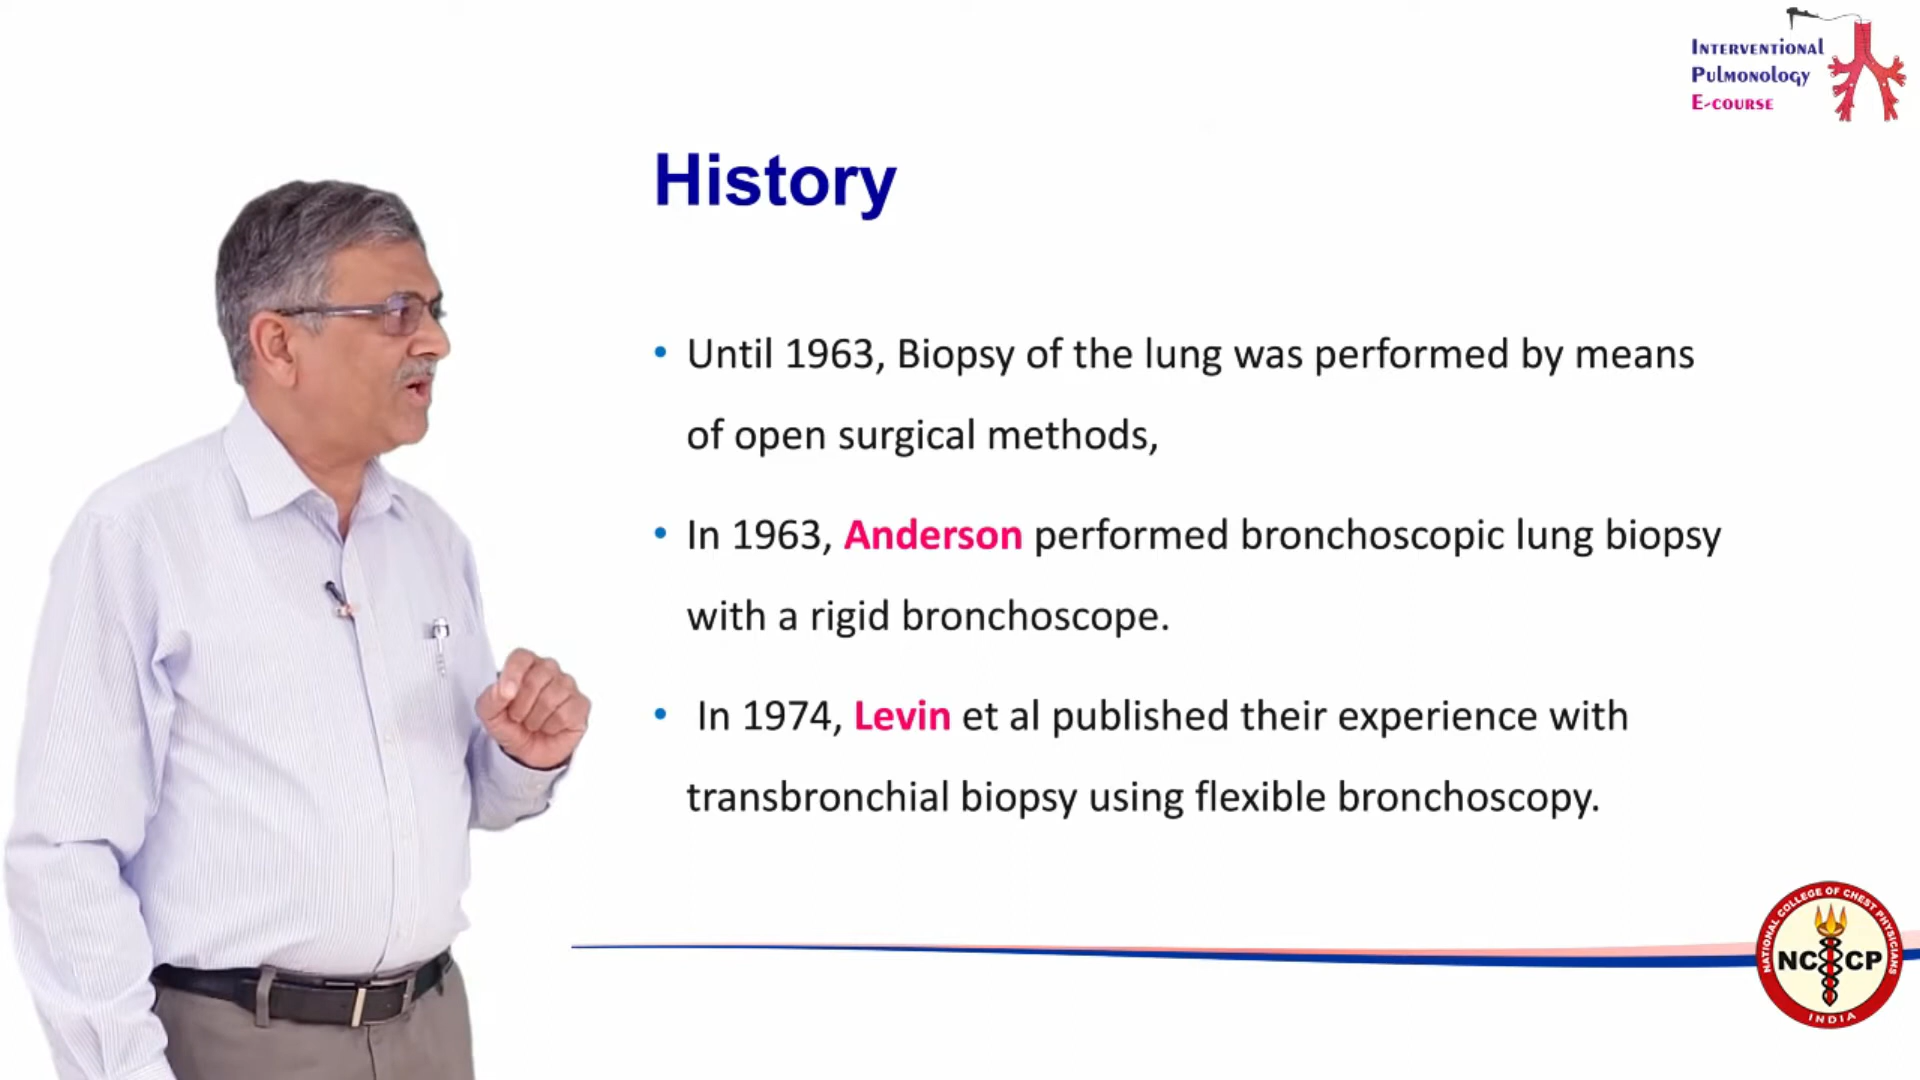 INTERVENTIONAL
PULMONOLOGY
E-COURSE
History
• Until 1963, Biopsy of the lung was performed by means
of open surgical methods,
• In 1963, Anderson performed bronchoscopic lung biopsy
with a rigid bronchoscope.
• In 1974, Levin et al published their experience with
transbronchial biopsy using flexible bronchoscopy.
NATIONAL COLLEGE OF CHEST PHYSICIANS
NCCP
INDIA